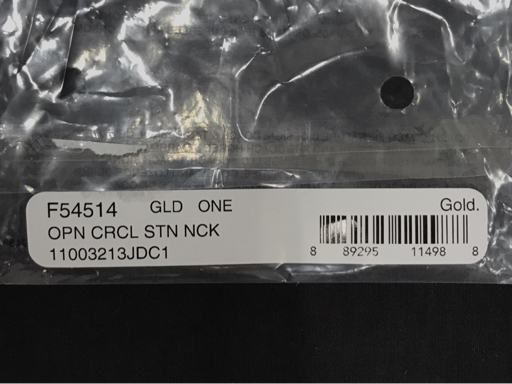 F54514 GLD ONE Gold.
OPN CRCL STN NCK
11003213JDC1
8 89295 11498 8